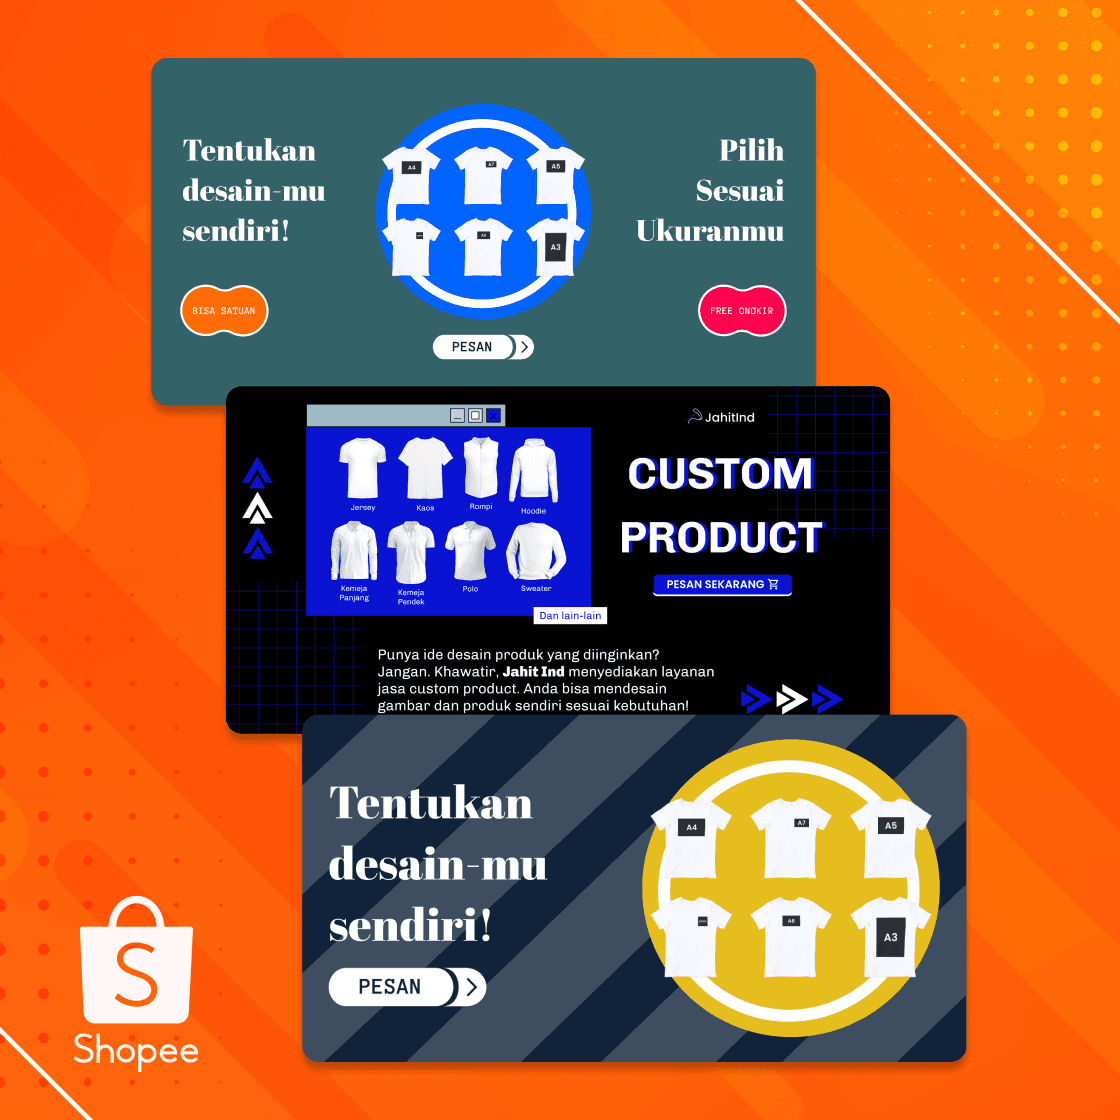 Tentukan
desain-mu
sendiri!
BISA SATUAN
A4
A7
A5
A6
A3
PESAN
Pilih
Sesuai
Ukuranmu
FREE ONGKIR
JahitInd
CUSTOM
PRODUCT
PESAN SEKARANG
Jersey
Kaos
Rompi
Hoodie
Kemeja
Panjang
Kemeja
Pendek
Polo
Sweater
Dan lain-lain
Punya ide desain produk yang diinginkan?
Jangan. Khawatir, Jahit Ind menyediakan layanan
jasa custom product. Anda bisa mendesain
gambar dan produk sendiri sesuai kebutuhan!
Tentukan
desain-mu
sendiri!
PESAN
A4
A7
A5
A6
A3
S
Shopee